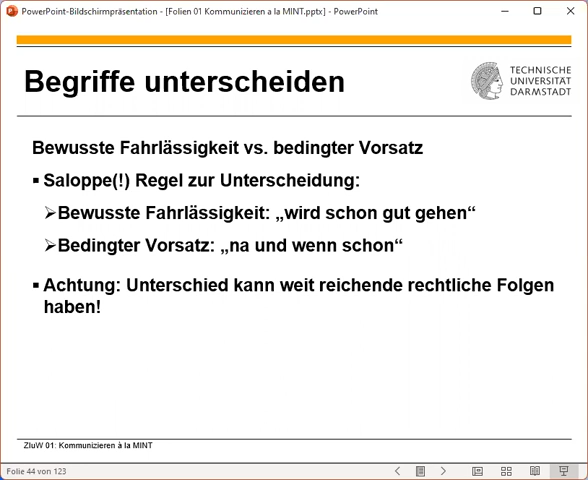 PowerPoint-Bildschirmpräsentation - [Folien 01 Kommunizieren a la MINT.pptx] - PowerPoint
Begriffe unterscheiden
TECHNISCHE
UNIVERSITÄT
DARMSTADT
Bewusste Fahrlässigkeit vs. bedingter Vorsatz
▪ Saloppe(!) Regel zur Unterscheidung:
➢Bewusste Fahrlässigkeit: „wird schon gut gehen“
➢Bedingter Vorsatz: „na und wenn schon“
▪ Achtung: Unterschied kann weit reichende rechtliche Folgen
haben!
ZIuW 01: Kommunizieren à la MINT
Folie 44 von 123